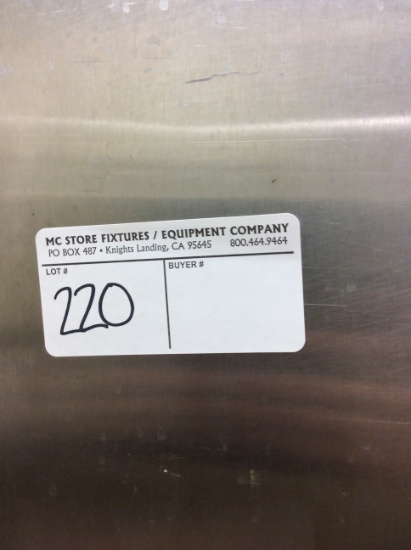 MC STORE FIXTURES / EQUIPMENT COMPANY
PO BOX 487 • Knights Landing, CA 95645 800.464.9464
LOT # BUYER #
220